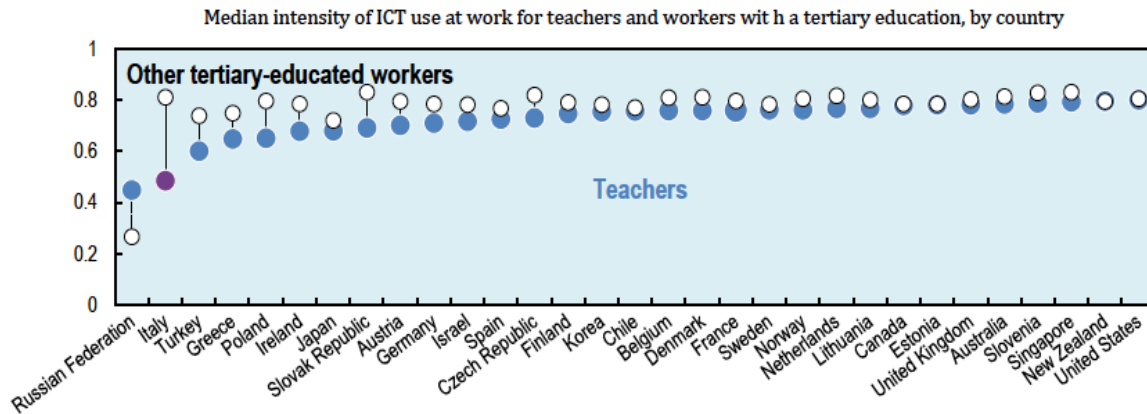 Median intensity of ICT use at work for teachers and workers wit h a tertiary education, by country
1
Other tertiary-educated workers
0.8
0.6
Teachers
0.4
0.2
0
Russian Federation
Italy
Turkey
Greece
Poland
Ireland
Japan
Slovak Republic
Austria
Germany
Israel
Spain
Czech Republic
Finland
Korea
Chile
Belgium
Denmark
France
Sweden
Norway
Netherlands
Lithuania
Canada
Estonia
United Kingdom
Australia
Slovenia
Singapore
New Zealand
United States